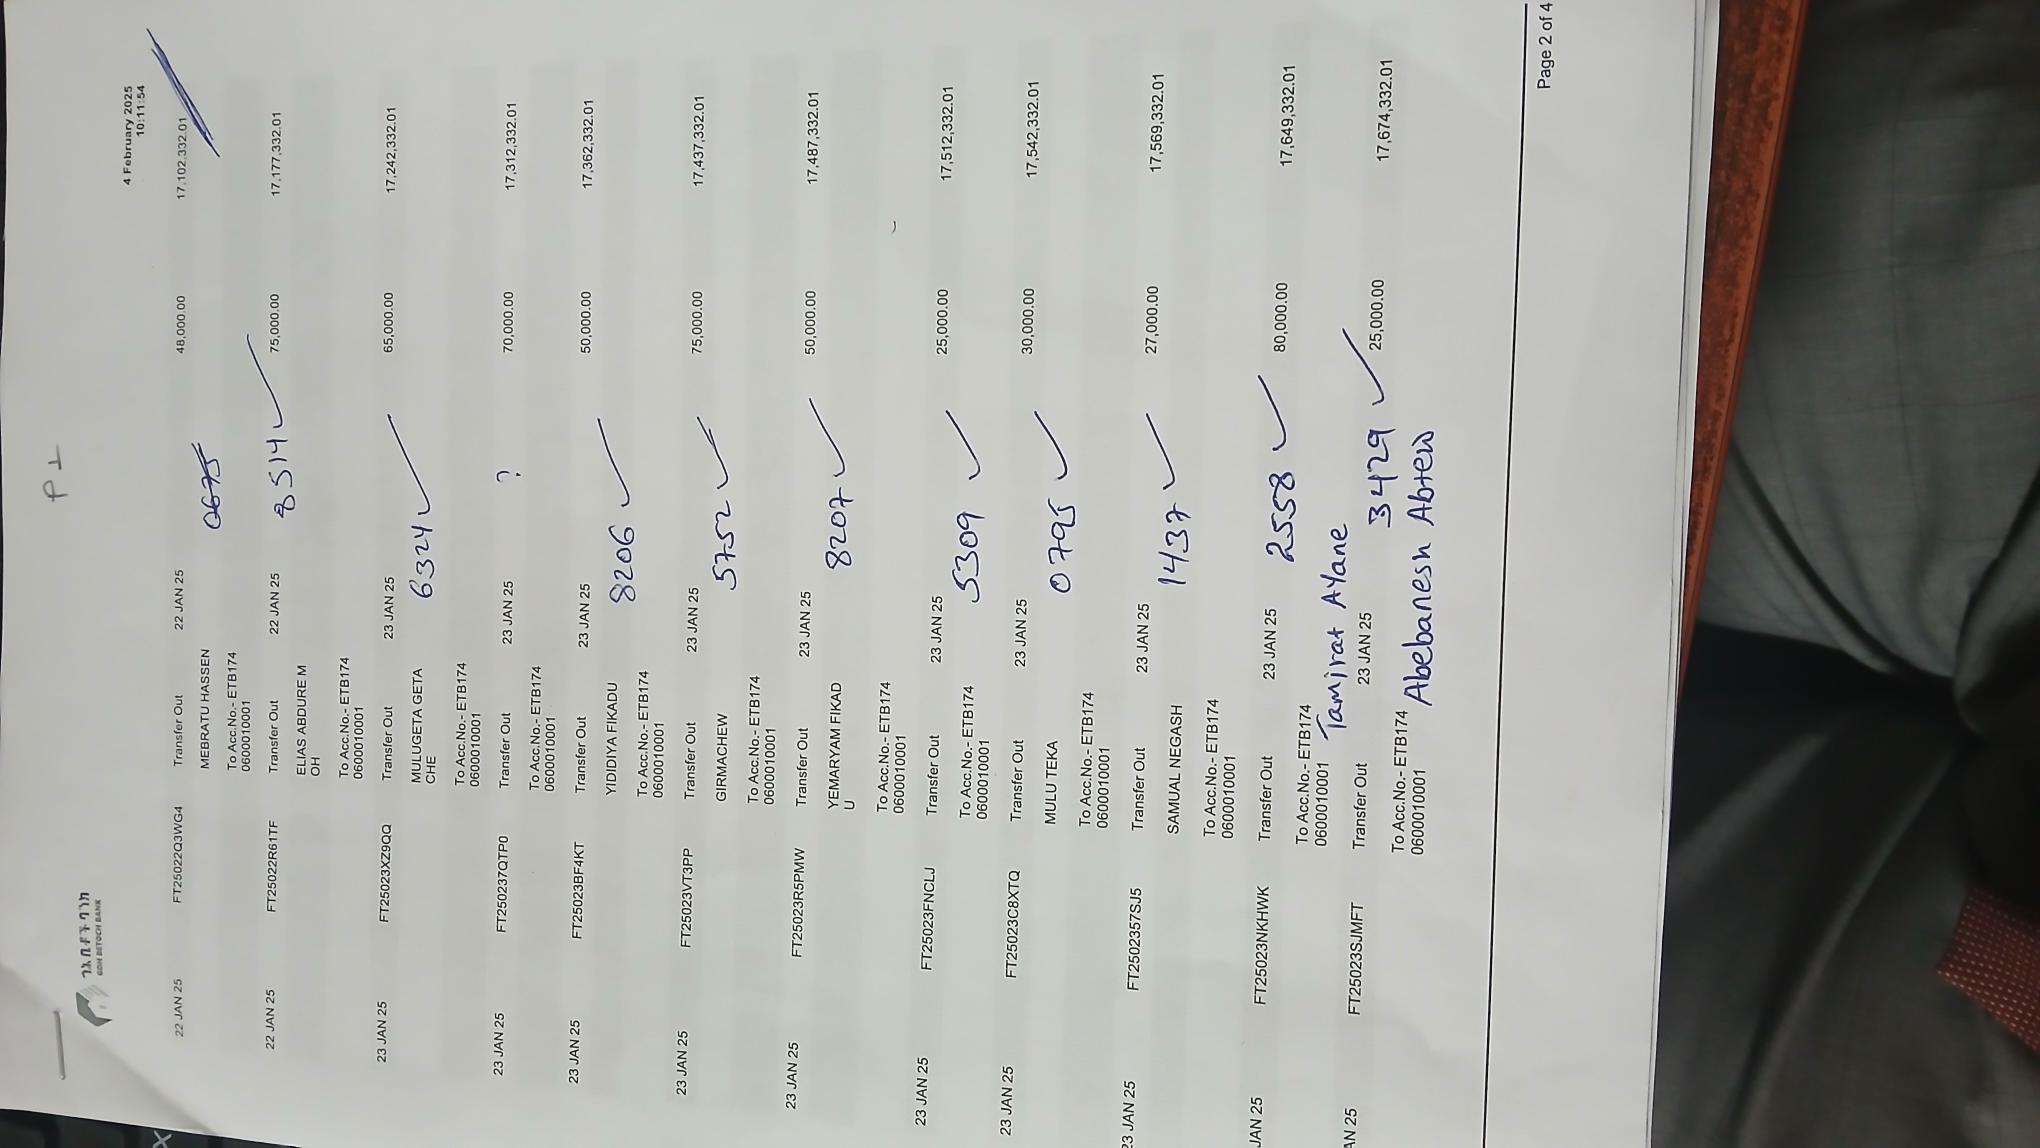 P 1
ጎሕ ቤቶች ባንክ
GOH BETOCH BANK
4 February 2025
10:11:54
22 JAN 25 FT25022Q3WG4 Transfer Out 22 JAN 25 48,000.00 17,102,332.01
MEBRATU HASSEN 0675
To Acc.No.- ETB174
0600010001
22 JAN 25 FT25022R61TF Transfer Out 22 JAN 25 8514 75,000.00 17,177,332.01
ELIAS ABDURE M
OH
To Acc.No.- ETB174
0600010001
23 JAN 25 FT25023XZ9QQ Transfer Out 23 JAN 25 65,000.00 17,242,332.01
MULUGETA GETA 6324
CHE
To Acc.No.- ETB174
0600010001
23 JAN 25 FT250237QTP0 Transfer Out 23 JAN 25 ? 70,000.00 17,312,332.01
To Acc.No.- ETB174
0600010001
23 JAN 25 FT25023BF4KT Transfer Out 23 JAN 25 50,000.00 17,362,332.01
YIDIDIYA FIKADU 8206
To Acc.No.- ETB174
0600010001
23 JAN 25 FT25023VT3PP Transfer Out 23 JAN 25 75,000.00 17,437,332.01
GIRMACHEW 5752
To Acc.No.- ETB174
0600010001
23 JAN 25 FT25023R5PMW Transfer Out 23 JAN 25 50,000.00 17,487,332.01
YEMARYAM FIKAD 8207
U
To Acc.No.- ETB174
0600010001
23 JAN 25 FT25023FNCLJ Transfer Out 23 JAN 25 25,000.00 17,512,332.01
To Acc.No.- ETB174 5309
0600010001
23 JAN 25 FT25023C8XTQ Transfer Out 23 JAN 25 30,000.00 17,542,332.01
MULU TEKA 0795
To Acc.No.- ETB174
0600010001
23 JAN 25 FT2502357SJ5 Transfer Out 23 JAN 25 27,000.00 17,569,332.01
SAMUAL NEGASH 1437
To Acc.No.- ETB174
0600010001
JAN 25 FT25023NKHWK Transfer Out 23 JAN 25 2558 80,000.00 17,649,332.01
To Acc.No.- ETB174
0600010001 Tamirat Ayane
AN 25 FT25023SJMFT Transfer Out 23 JAN 25 3429 25,000.00 17,674,332.01
To Acc.No.- ETB174
0600010001 Abebanesh Abtew
Page 2 of 4